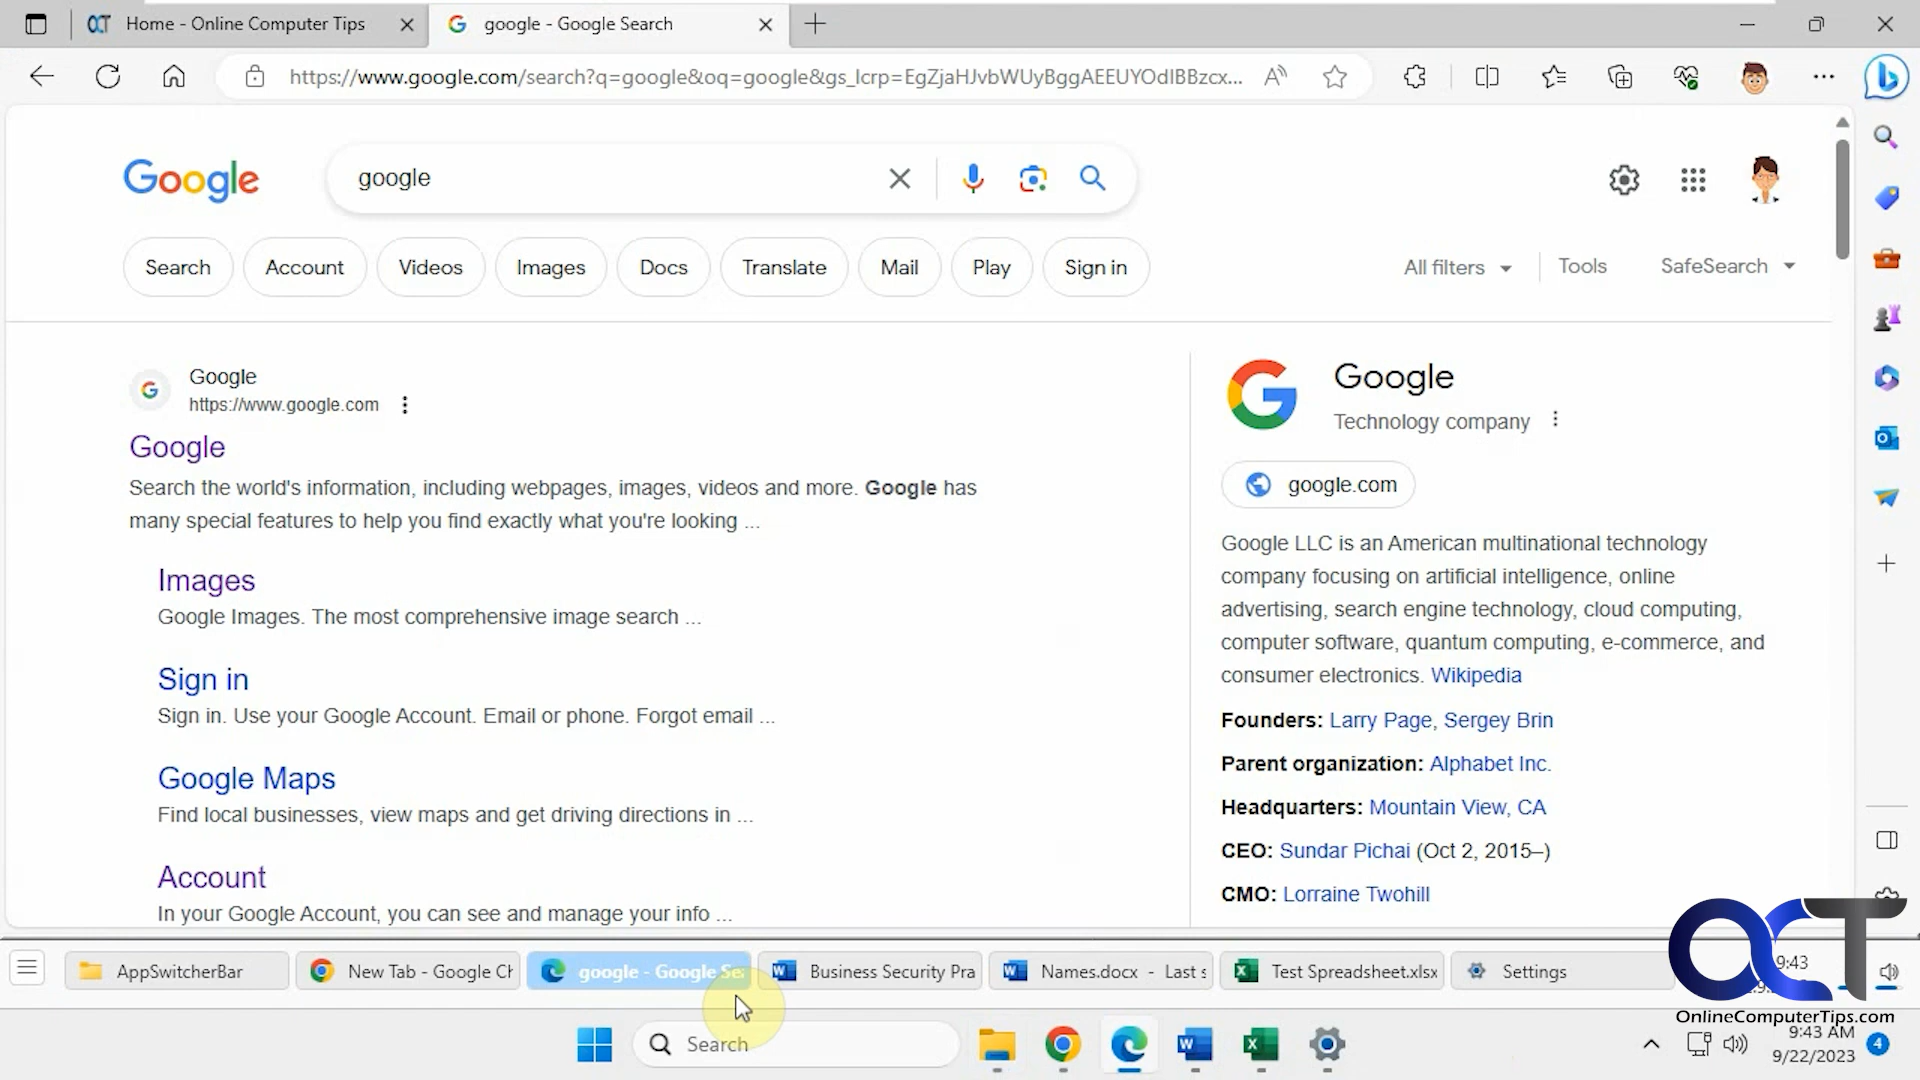 Home - Online Computer Tips
google - Google Search
https://www.google.com/search?q=google&oq=google&gs_lcrp=EgZjaHJvbWUyBggAEEUYOdIBBzcx...
Google
google
Search Account Videos Images Docs Translate Mail Play Sign in
All filters Tools SafeSearch
Google
https://www.google.com
Google
Search the world's information, including webpages, images, videos and more. Google has
many special features to help you find exactly what you're looking ...
Images
Google Images. The most comprehensive image search ...
Sign in
Sign in. Use your Google Account. Email or phone. Forgot email ...
Google Maps
Find local businesses, view maps and get driving directions in ...
Account
In your Google Account, you can see and manage your info ...
Google
Technology company
google.com
Google LLC is an American multinational technology
company focusing on artificial intelligence, online
advertising, search engine technology, cloud computing,
computer software, quantum computing, e-commerce, and
consumer electronics. Wikipedia
Founders: Larry Page, Sergey Brin
Parent organization: Alphabet Inc.
Headquarters: Mountain View, CA
CEO: Sundar Pichai (Oct 2, 2015–)
CMO: Lorraine Twohill
AppSwitcherBar
New Tab - Google Ch
google - Google Se
Business Security Pra
Names.docx - Last s
Test Spreadsheet.xlsx
Settings
9:43
OCT
OnlineComputerTips.com
Search
9:43 AM
9/22/2023
4